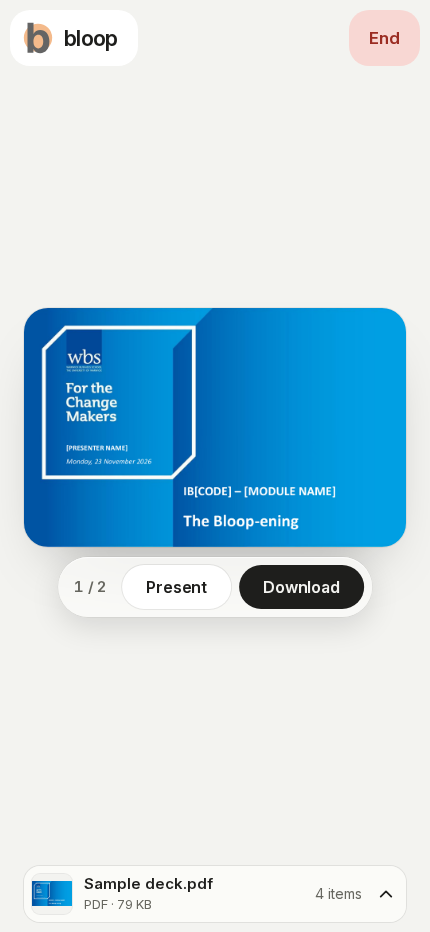 bloop
End
wbs
For the
Change
Makers
[PRESENTER NAME]
Monday, 23 November 2026
IB[CODE] – [MODULE NAME]
The Bloop-ening
1 / 2
Present
Download
Sample deck.pdf
PDF · 79 KB
4 items